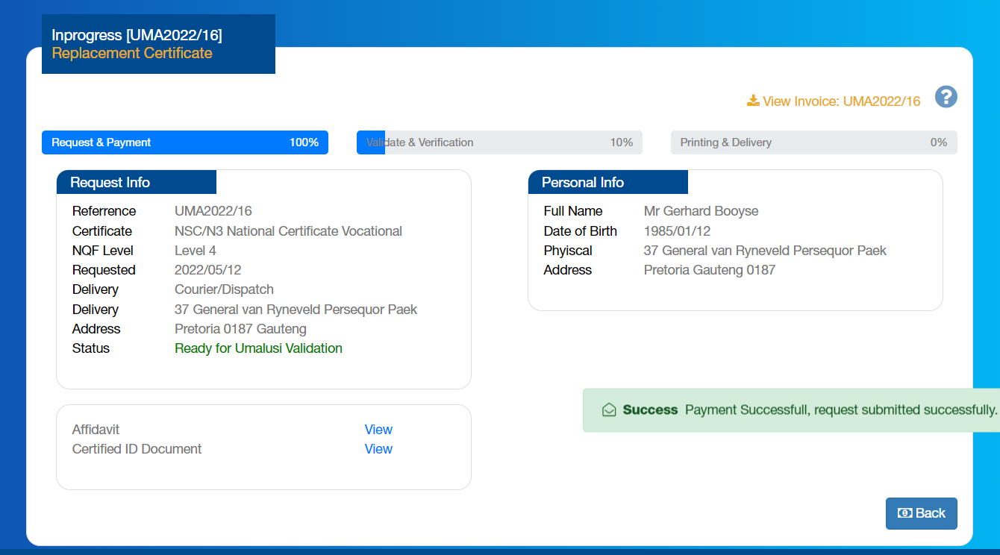 Inprogress [UMA2022/16]
Replacement Certificate
View Invoice: UMA2022/16
?
Request & Payment 100%
Validate & Verification 10%
Printing & Delivery 0%
Request Info
Referrence UMA2022/16
Certificate NSC/N3 National Certificate Vocational
NQF Level Level 4
Requested 2022/05/12
Delivery Courier/Dispatch
Delivery 37 General van Ryneveld Persequor Paek
Address Pretoria 0187 Gauteng
Status Ready for Umalusi Validation
Personal Info
Full Name Mr Gerhard Booyse
Date of Birth 1985/01/12
Phyiscal 37 General van Ryneveld Persequor Paek
Address Pretoria Gauteng 0187
Success Payment Successfull, request submitted successfully.
Affidavit View
Certified ID Document View
Back